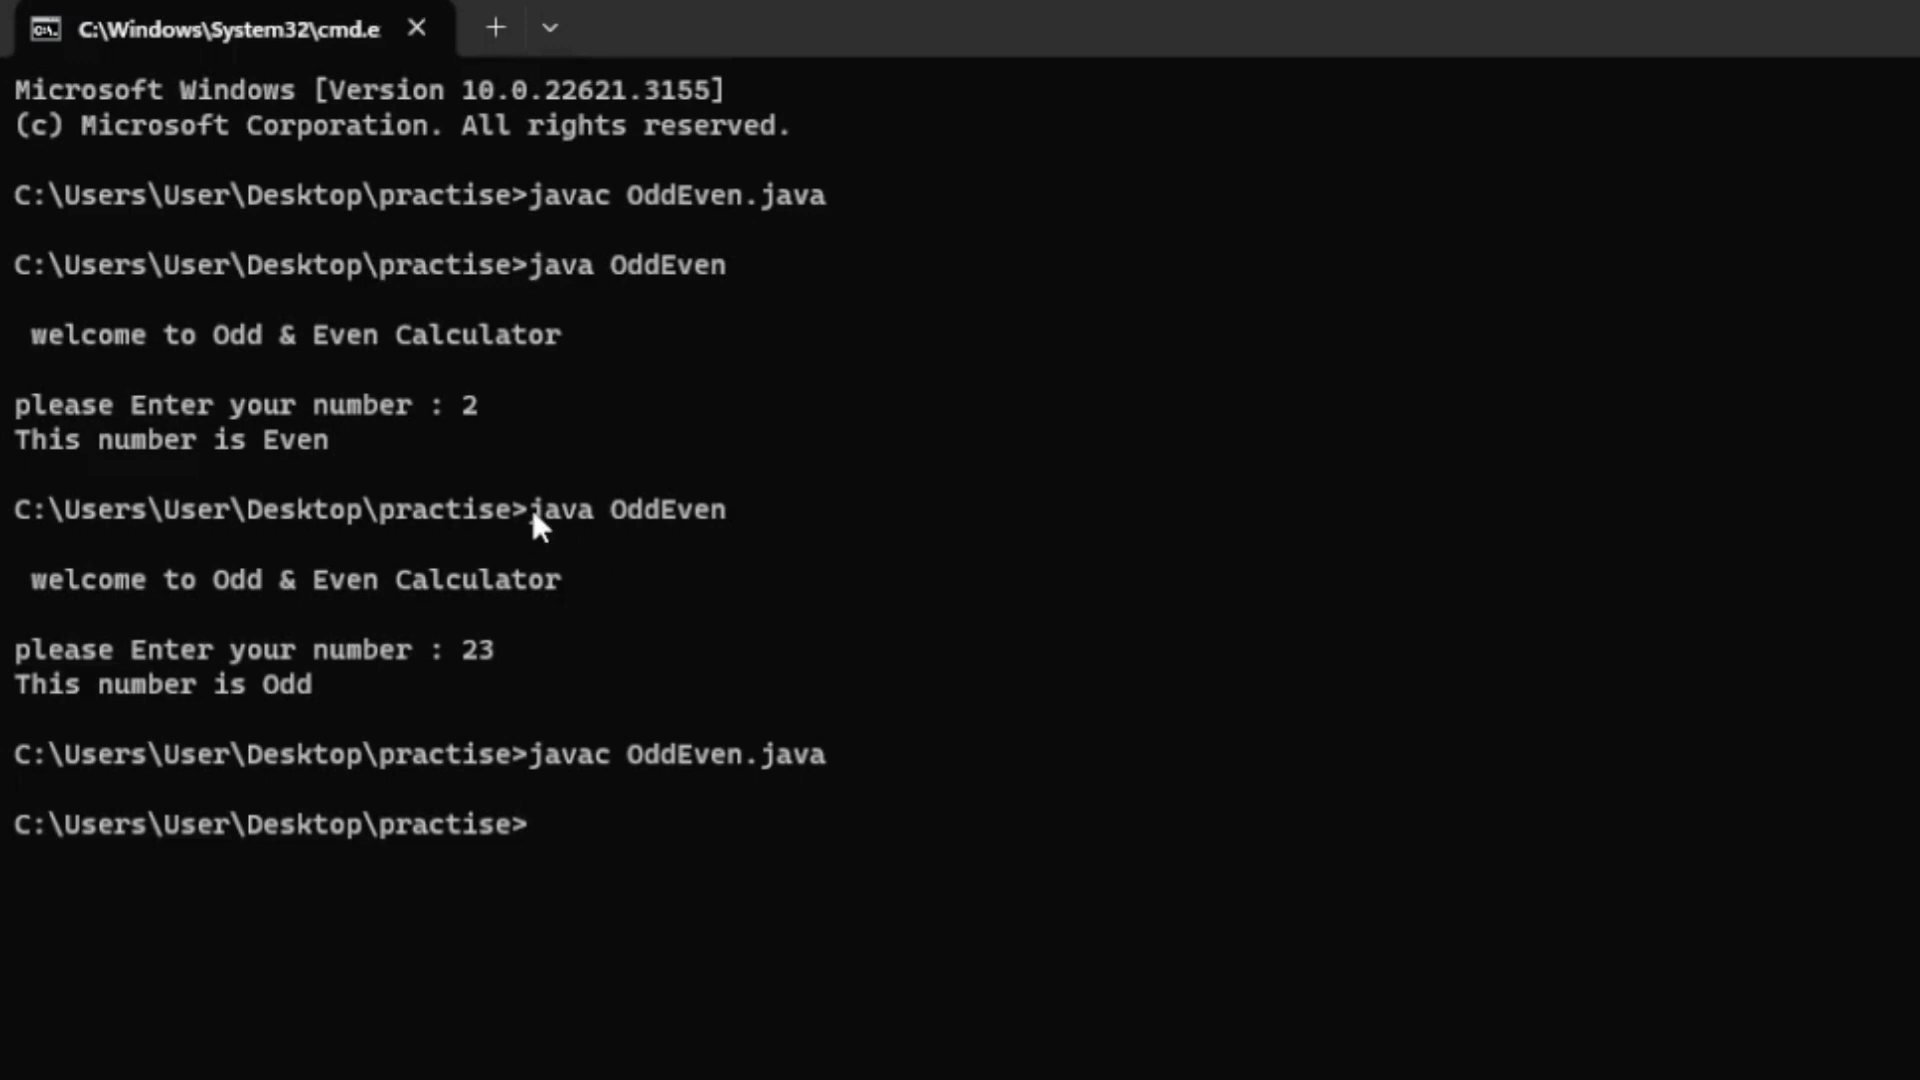 C:\Windows\System32\cmd.e
Microsoft Windows [Version 10.0.22621.3155]
(c) Microsoft Corporation. All rights reserved.
C:\Users\User\Desktop\practise>javac OddEven.java
C:\Users\User\Desktop\practise>java OddEven
welcome to Odd & Even Calculator
please Enter your number : 2
This number is Even
C:\Users\User\Desktop\practise>java OddEven
welcome to Odd & Even Calculator
please Enter your number : 23
This number is Odd
C:\Users\User\Desktop\practise>javac OddEven.java
C:\Users\User\Desktop\practise>